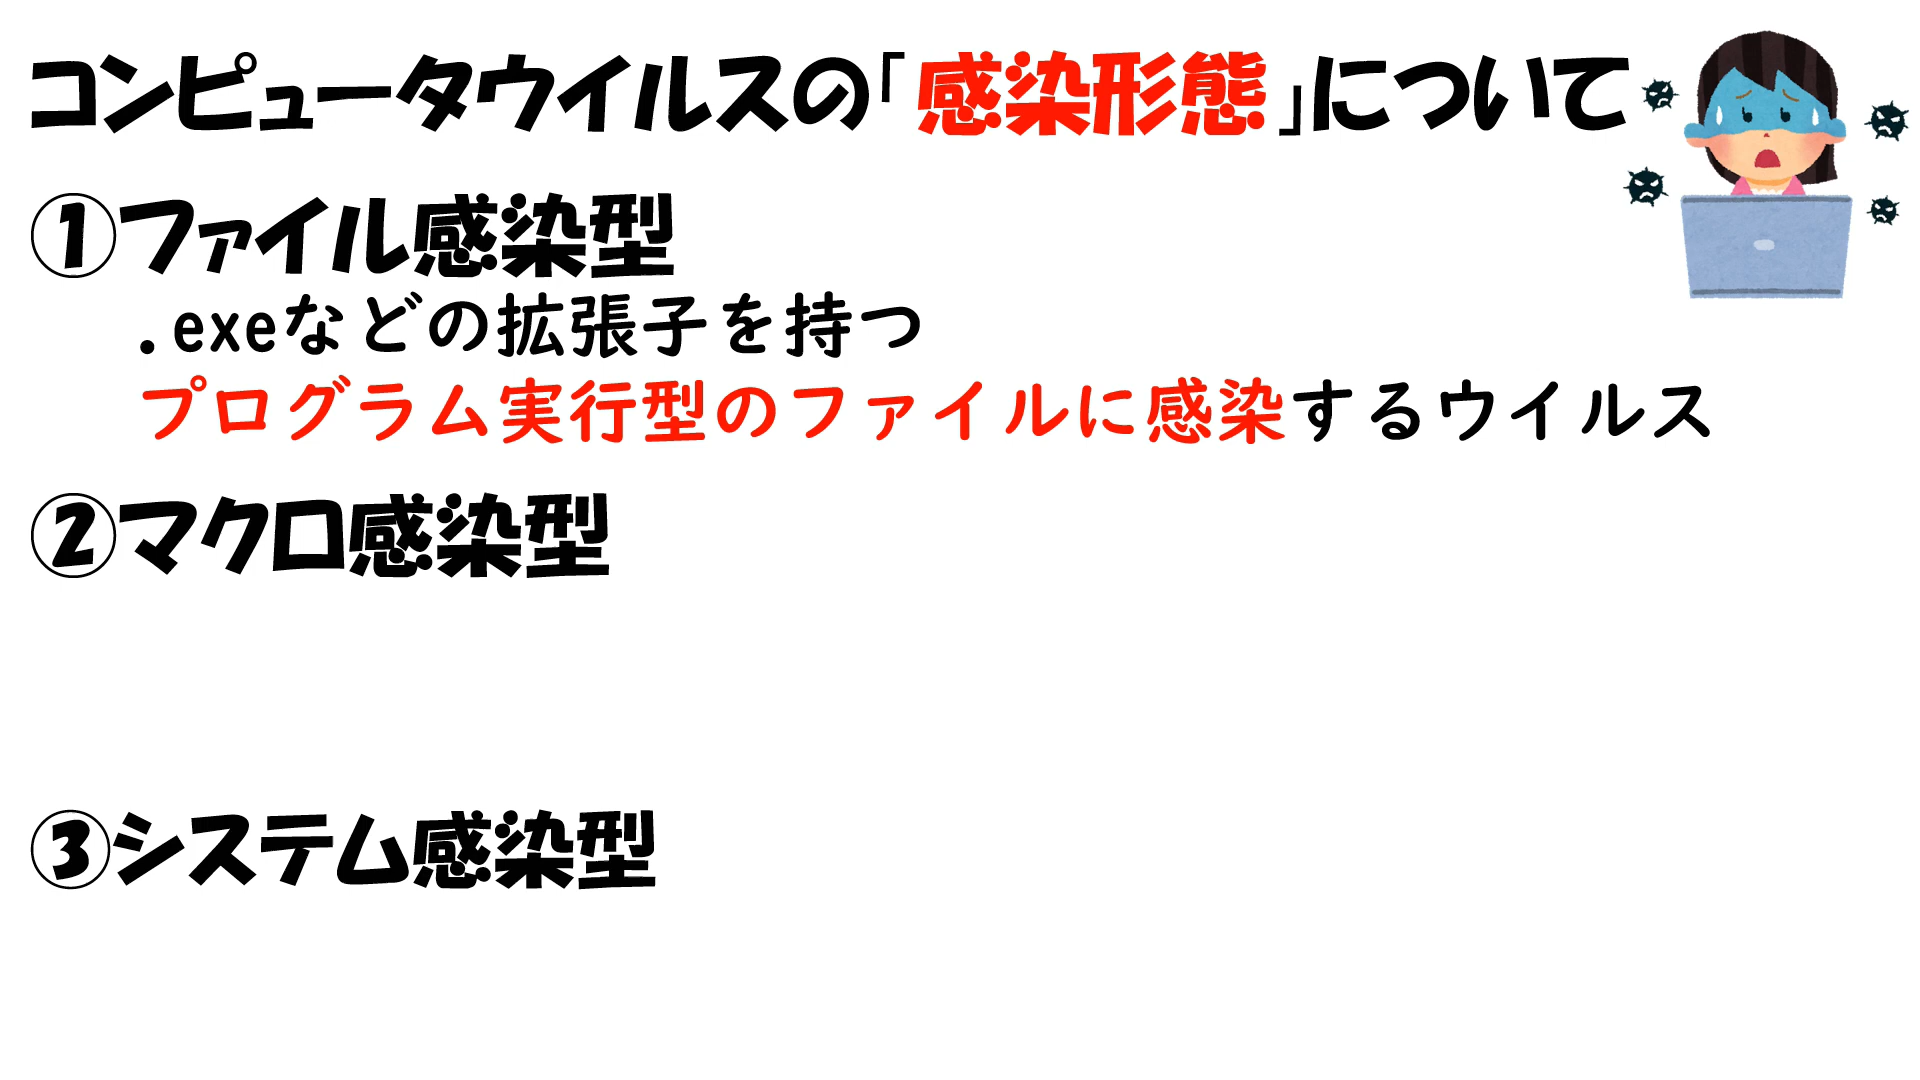 コンピュータウイルスの「感染形態」について
①ファイル感染型
.exeなどの拡張子を持つ
プログラム実行型のファイルに感染するウイルス
②マクロ感染型
③システム感染型